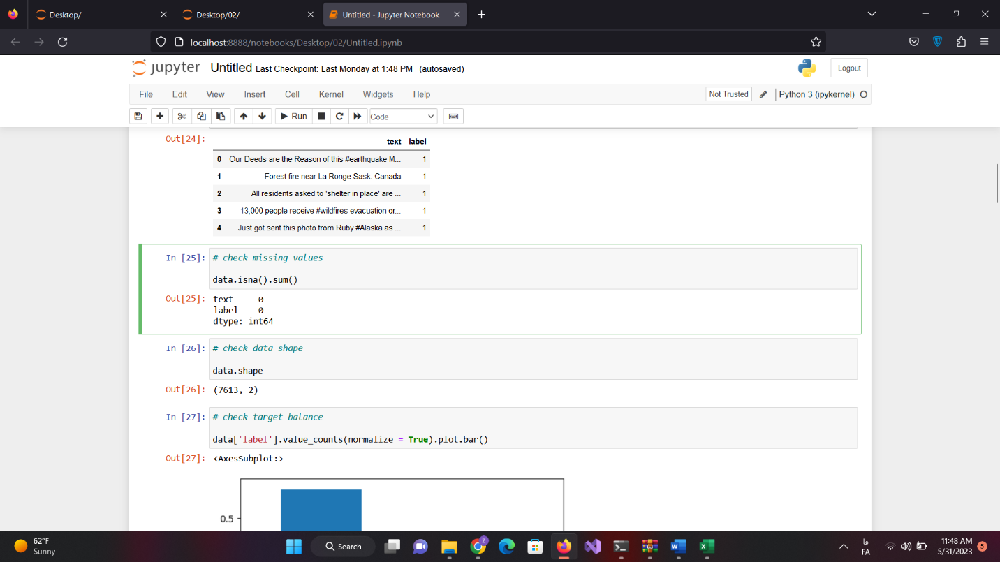 Desktop/
Desktop/02/
Untitled - Jupyter Notebook
localhost:8888/notebooks/Desktop/02/Untitled.ipynb
jupyter Untitled Last Checkpoint: Last Monday at 1:48 PM (autosaved)
Logout
File Edit View Insert Cell Kernel Widgets Help
Not Trusted
Python 3 (ipykernel)
Run
Code
Out[24]:
text label
0 Our Deeds are the Reason of this #earthquake M... 1
1 Forest fire near La Ronge Sask. Canada 1
2 All residents asked to 'shelter in place' are ... 1
3 13,000 people receive #wildfires evacuation or... 1
4 Just got sent this photo from Ruby #Alaska as ... 1
In [25]: # check missing values
data.isna().sum()
Out[25]: text 0
label 0
dtype: int64
In [26]: # check data shape
data.shape
Out[26]: (7613, 2)
In [27]: # check target balance
data['label'].value_counts(normalize = True).plot.bar()
Out[27]: <AxesSubplot:>
0.5
62°F
Sunny
Search
2
فا
FA
11:48 AM
5/31/2023
5